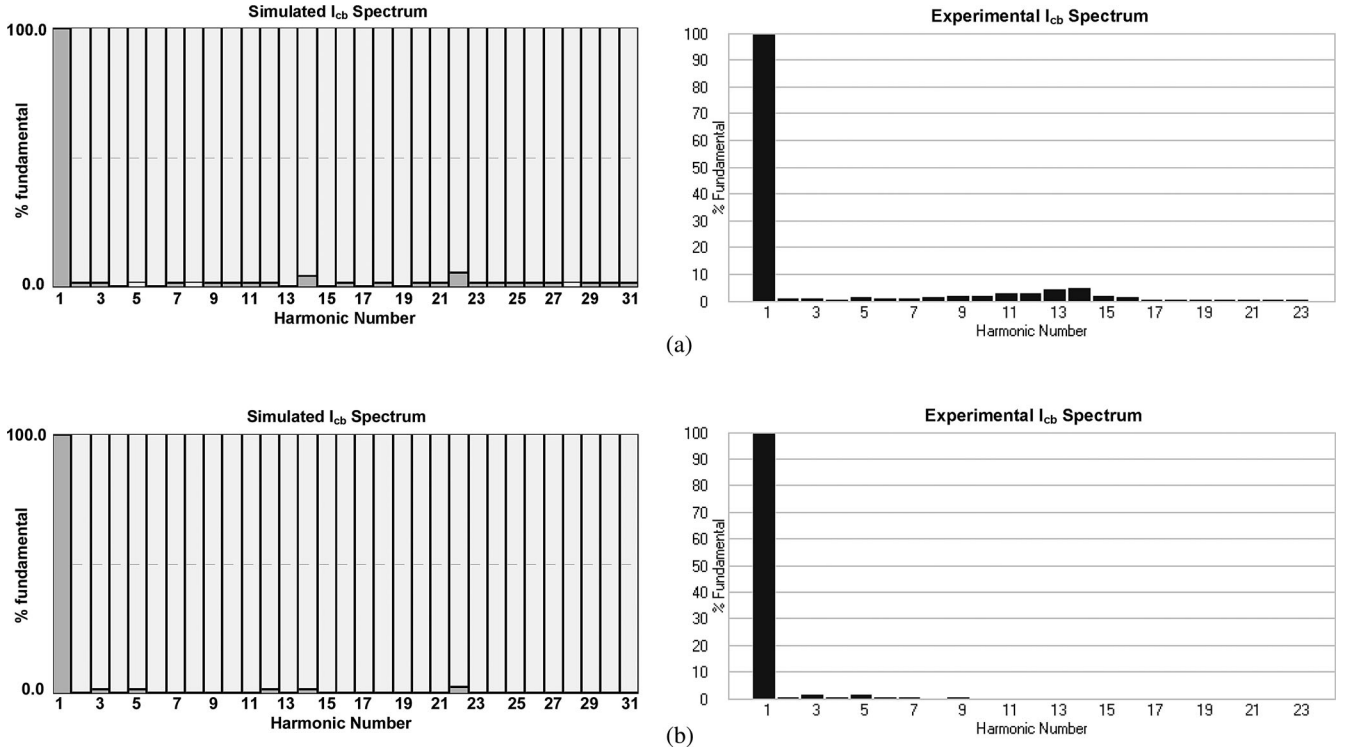 Simulated Icb Spectrum
100.0
% fundamental
0.0
1 3 5 7 9 11 13 15 17 19 21 23 25 27 29 31
Harmonic Number
Experimental Icb Spectrum
100
90
80
70
60
50
40
30
20
10
0
% Fundamental
1 3 5 7 9 11 13 15 17 19 21 23
Harmonic Number
(a)
Simulated Icb Spectrum
100.0
% fundamental
0.0
1 3 5 7 9 11 13 15 17 19 21 23 25 27 29 31
Harmonic Number
Experimental Icb Spectrum
100
90
80
70
60
50
40
30
20
10
0
% Fundamental
1 3 5 7 9 11 13 15 17 19 21 23
Harmonic Number
(b)